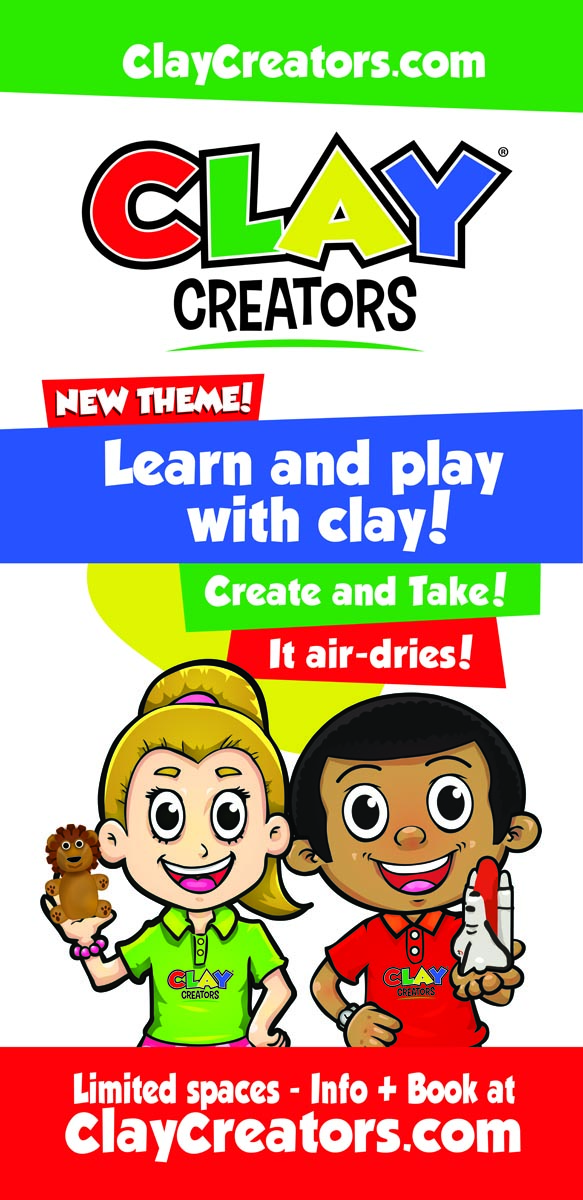 ClayCreators.com
CLAY®
CREATORS
NEW THEME!
Learn and play
with clay!
Create and Take!
It air-dries!
CLAY
CREATORS
CLAY
CREATORS
Limited spaces - Info + Book at
ClayCreators.com